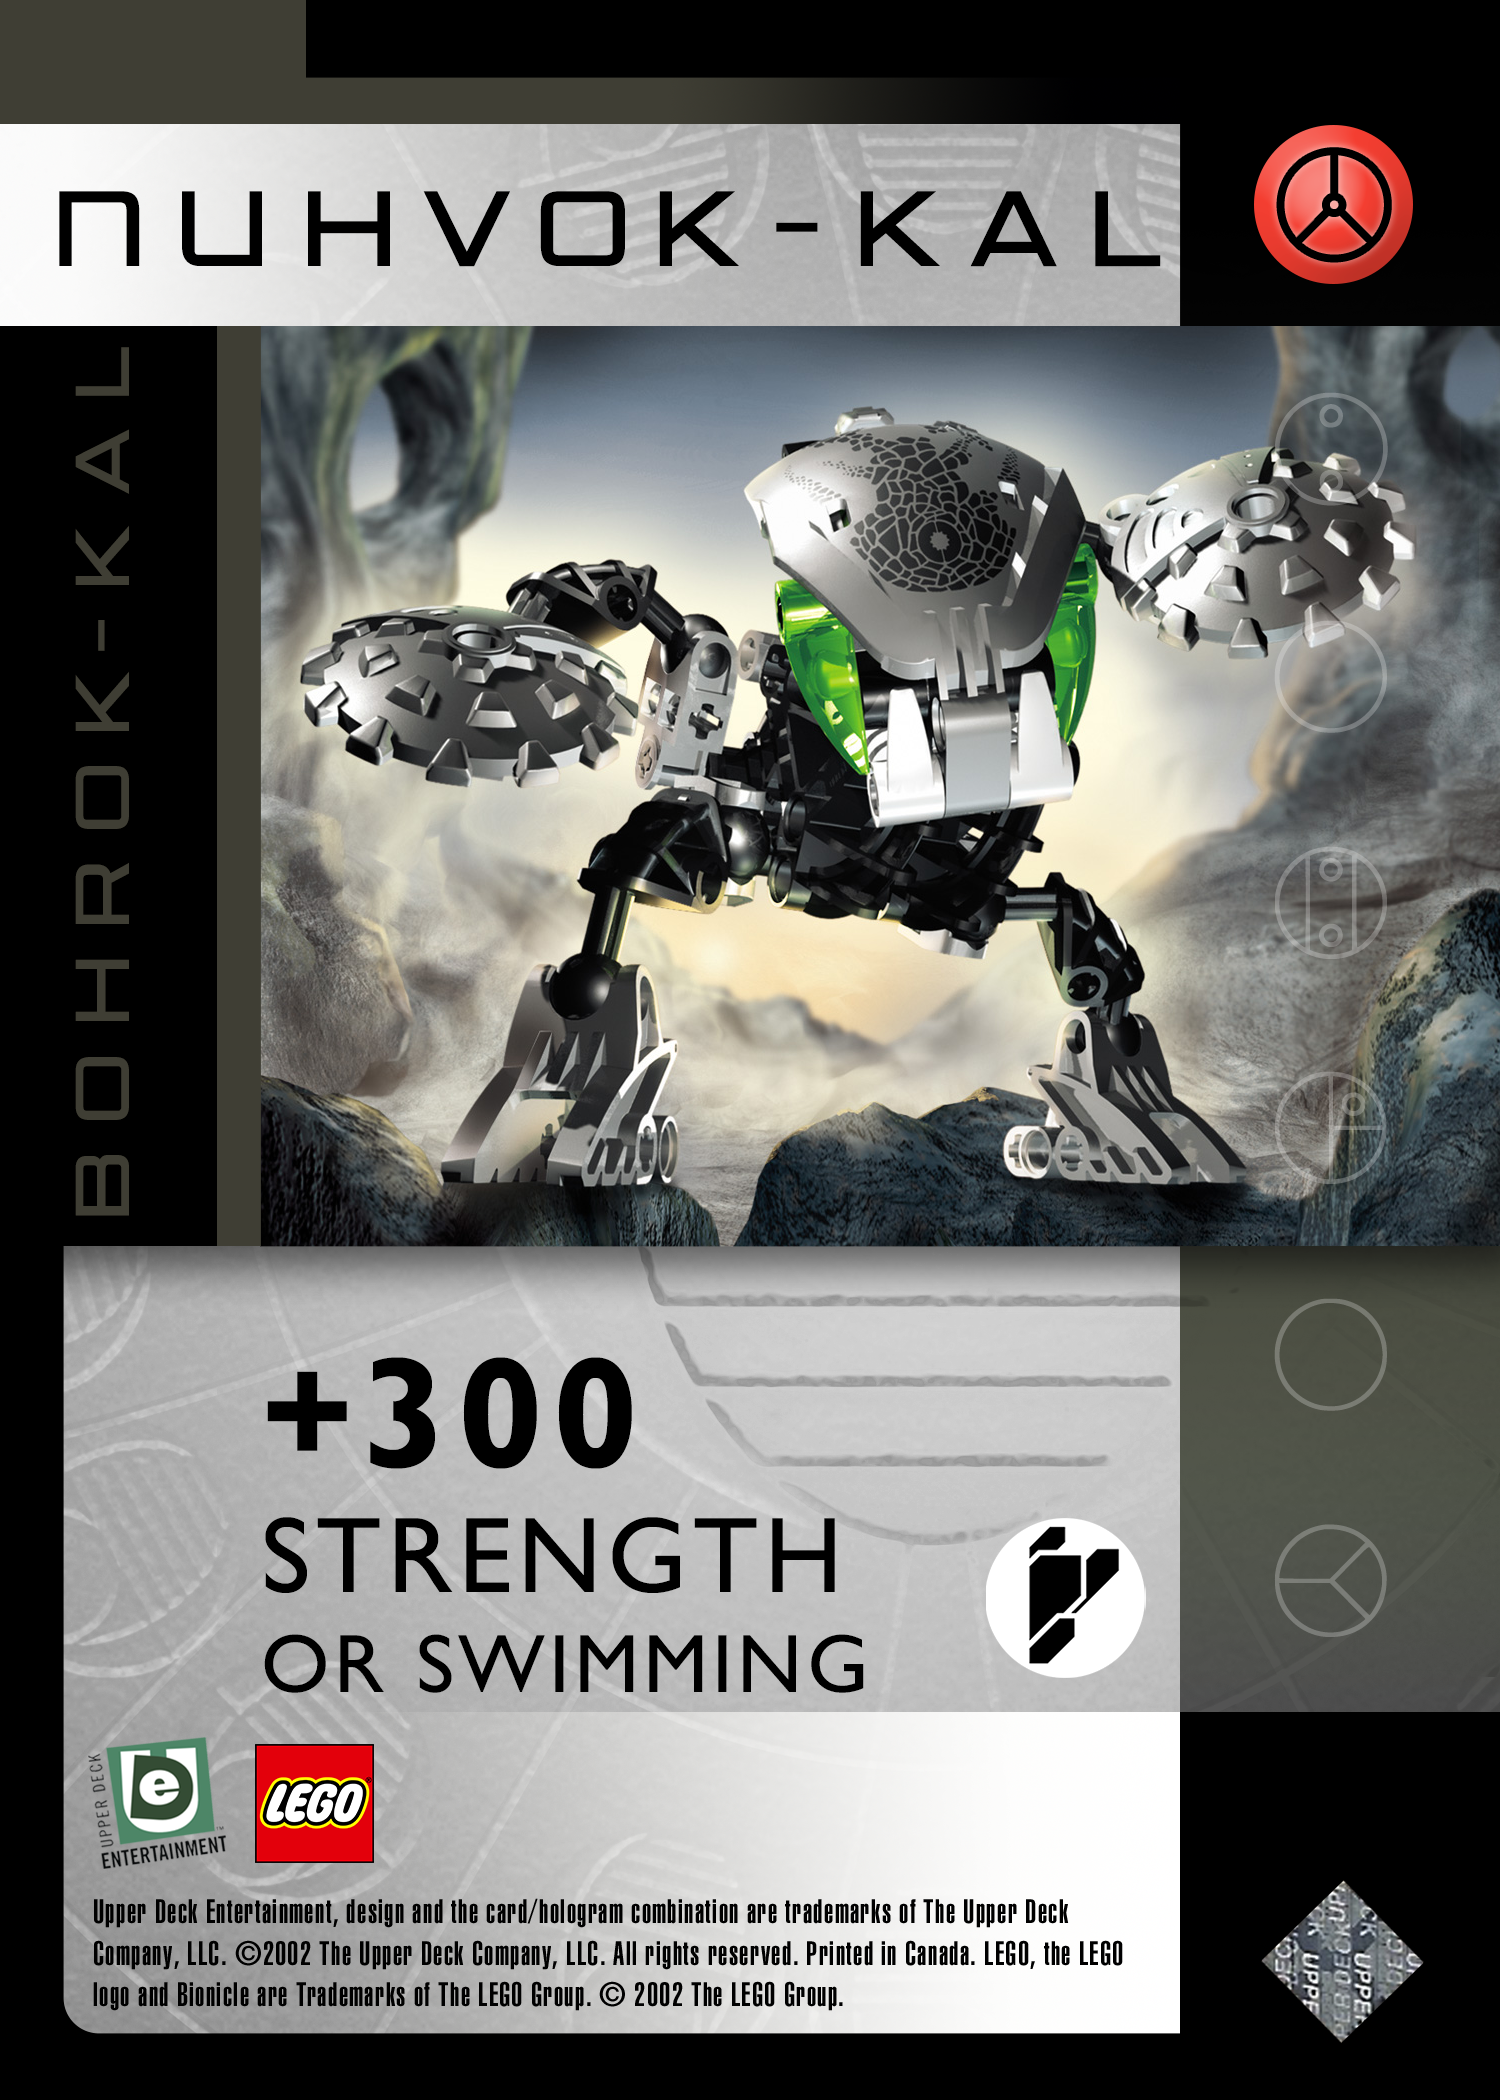 NUHVOK-KAL
BOHROK-KAL
+300
STRENGTH
OR SWIMMING
UPPER DECK
ENTERTAINMENT™
LEGO®
Upper Deck Entertainment, design and the card/hologram combination are trademarks of The Upper Deck
Company, LLC. ©2002 The Upper Deck Company, LLC. All rights reserved. Printed in Canada. LEGO, the LEGO
logo and Bionicle are Trademarks of The LEGO Group. © 2002 The LEGO Group.